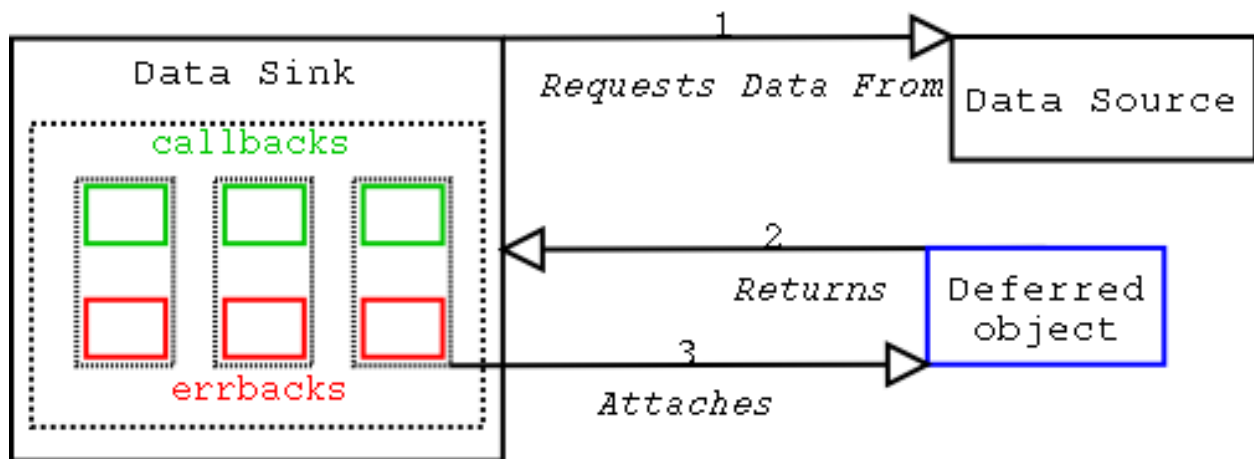 1
Data Sink
Requests Data From
Data Source
callbacks
2
Returns
Deferred
object
3
errbacks
Attaches